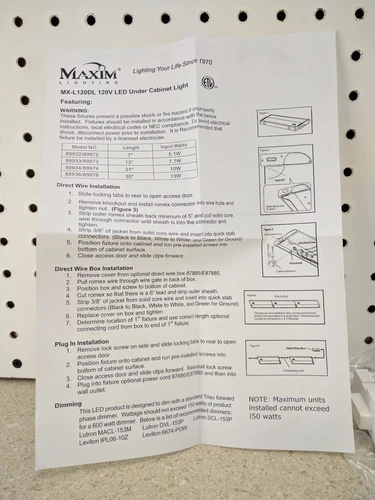 MAXIM
LIGHTING
Lighting Your Life Since 1970
MX-L120DL 120V LED Under Cabinet Light
Featuring:
WARNING:
These fixtures present a possible shock or fire hazard if improperly
installed. Fixtures should be installed in accordance with the below
instructions, local electrical codes or NEC compliance. To avoid electrical
shock, disconnect power prior to installation. It is Recommended that
fixture be installed by a licensed electrician.
Model NO Length Input Watts
89932/89972 7" 5.1W
89933/89973 13" 7.7W
89934/89974 21" 10W
89936/89976 30" 13W
Direct Wire Installation
1. Slide locking tabs to rear to open access door.
2. Remove knockout and install romex connector into wire hole and
tighten nut. (Figure 3)
3. Strip outer romex sheath back minimum of 5" and pull solid core
wire through connector until sheath is into the connector and
tighten.
4. Strip 3/8" of jacket from solid core wire and insert into quick stab
connectors. (Black to Black, White to White, and Green for Ground)
5. Position fixture onto cabinet and run pre-installed screws into
bottom of cabinet surface.
6. Close access door and slide clips forward
Direct Wire Box Installation
1. Remove cover from optional direct wire box 87885/E87885.
2. Pull romex wire through wire gate in back of box.
3. Position box and screw to bottom of cabinet.
4. Cut romex so that there is a 6" lead and strip outer sheath.
5. Strip 3/8" of jacket from solid core wire and insert into quick stab
connectors (Black to Black, White to White, and Green for Ground)
6. Replace cover on box and tighten
7. Determine location of 1st fixture and use correct length optional
connecting cord from box to end of 1st fixture.
Plug In Installation
1. Remove lock screw on side and slide locking tabs to rear to open
access door.
2. Position fixture onto cabinet and run pre-installed screws into
bottom of cabinet surface.
3. Close access door and slide clips forward. Reinstall lock screw
4. Plug into fixture optional power cord 87880/E87880 and then into
wall outlet.
Dimming
This LED product is designed to dim with a standard triac forward
phase dimmer. Wattage should not exceed 150 watts of product
for a 600 watt dimmer. Below is a list of recommended dimmers:
Lutron MACL-153M Lutron DVL-153P Lutron SCL-153P
Leviton IPL06-10Z Leviton 6674-POW
NOTE: Maximum units
installed cannot exceed
150 watts